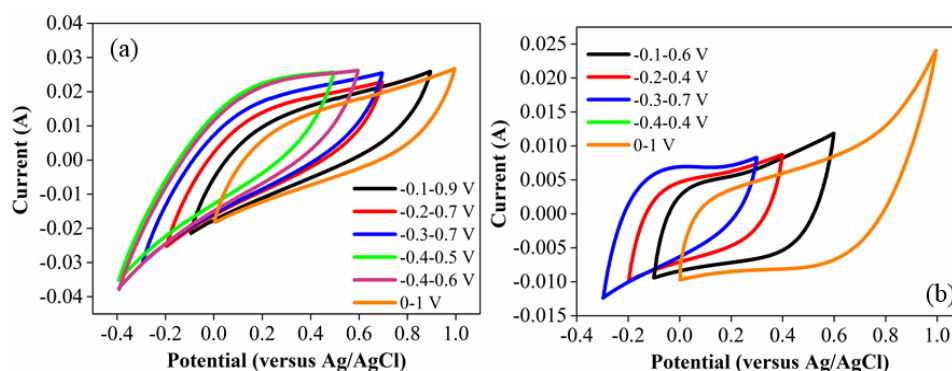 (a)
0.04
0.03
0.02
0.01
0.00
-0.01
-0.02
-0.03
-0.04
Current (A)
-0.1-0.9 V
-0.2-0.7 V
-0.3-0.7 V
-0.4-0.5 V
-0.4-0.6 V
0-1 V
-0.4 -0.2 0.0 0.2 0.4 0.6 0.8 1.0
Potential (versus Ag/AgCl)
0.025
0.020
0.015
0.010
0.005
0.000
-0.005
-0.010
-0.015
Current (A)
-0.1-0.6 V
-0.2-0.4 V
-0.3-0.7 V
-0.4-0.4 V
0-1 V
(b)
-0.4 -0.2 0.0 0.2 0.4 0.6 0.8 1.0
Potential (versus Ag/AgCl)